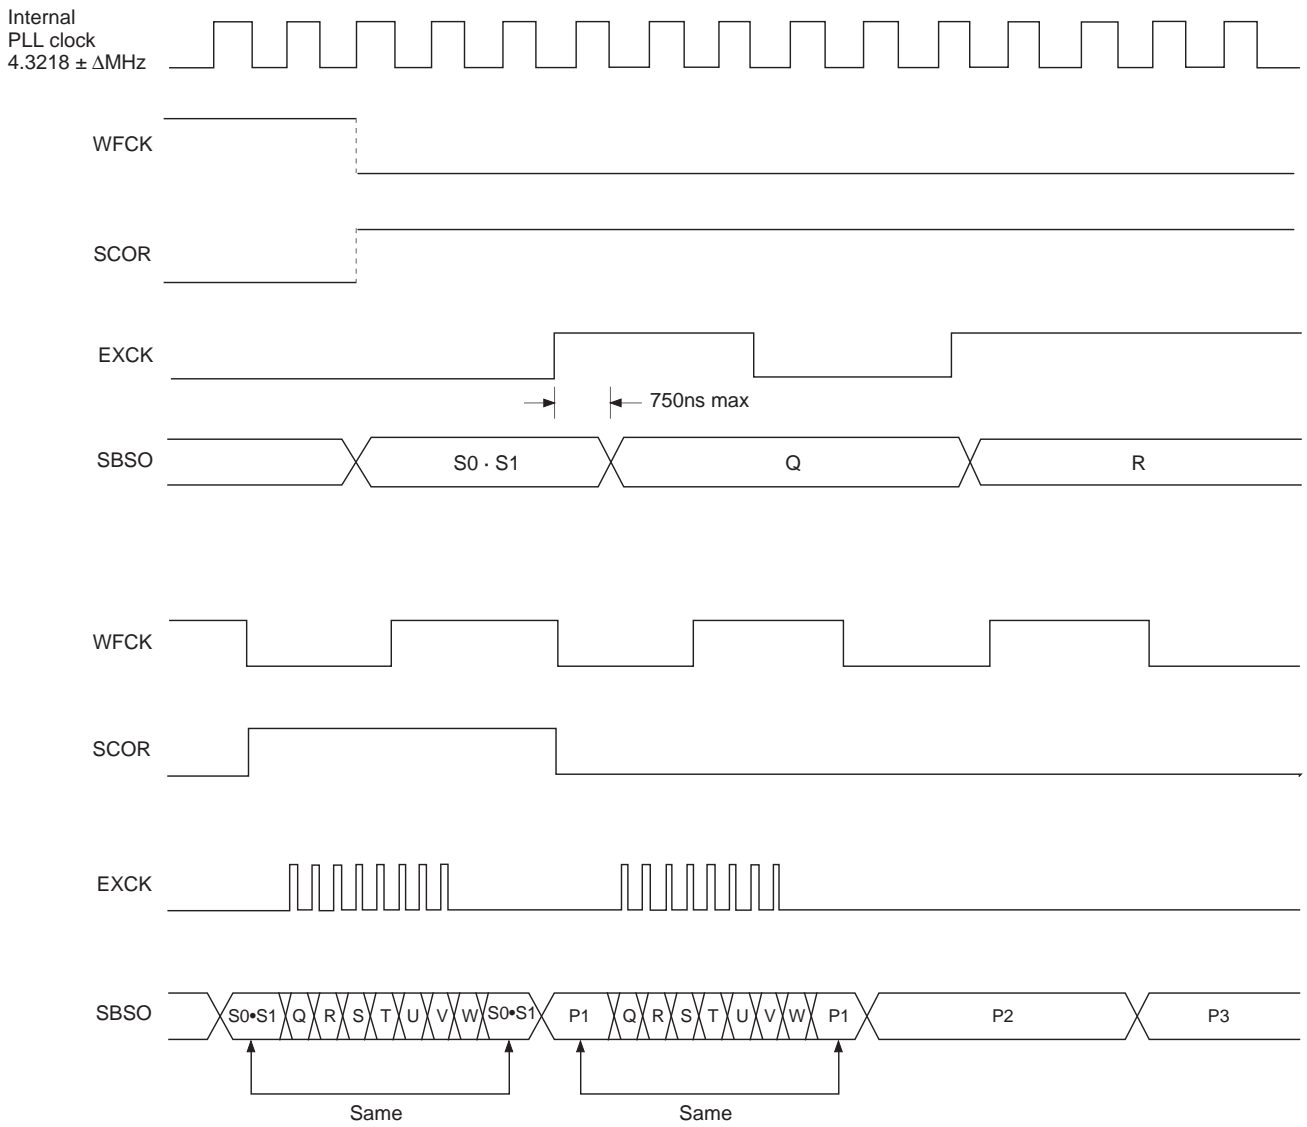 Internal
PLL clock
4.3218 ± ΔMHz
WFCK
SCOR
EXCK
750ns max
SBSO
S0 · S1
Q
R
WFCK
SCOR
EXCK
SBSO
S0•S1
Q
R
S
T
U
V
W
S0•S1
P1
Q
R
S
T
U
V
W
P1
P2
P3
Same
Same